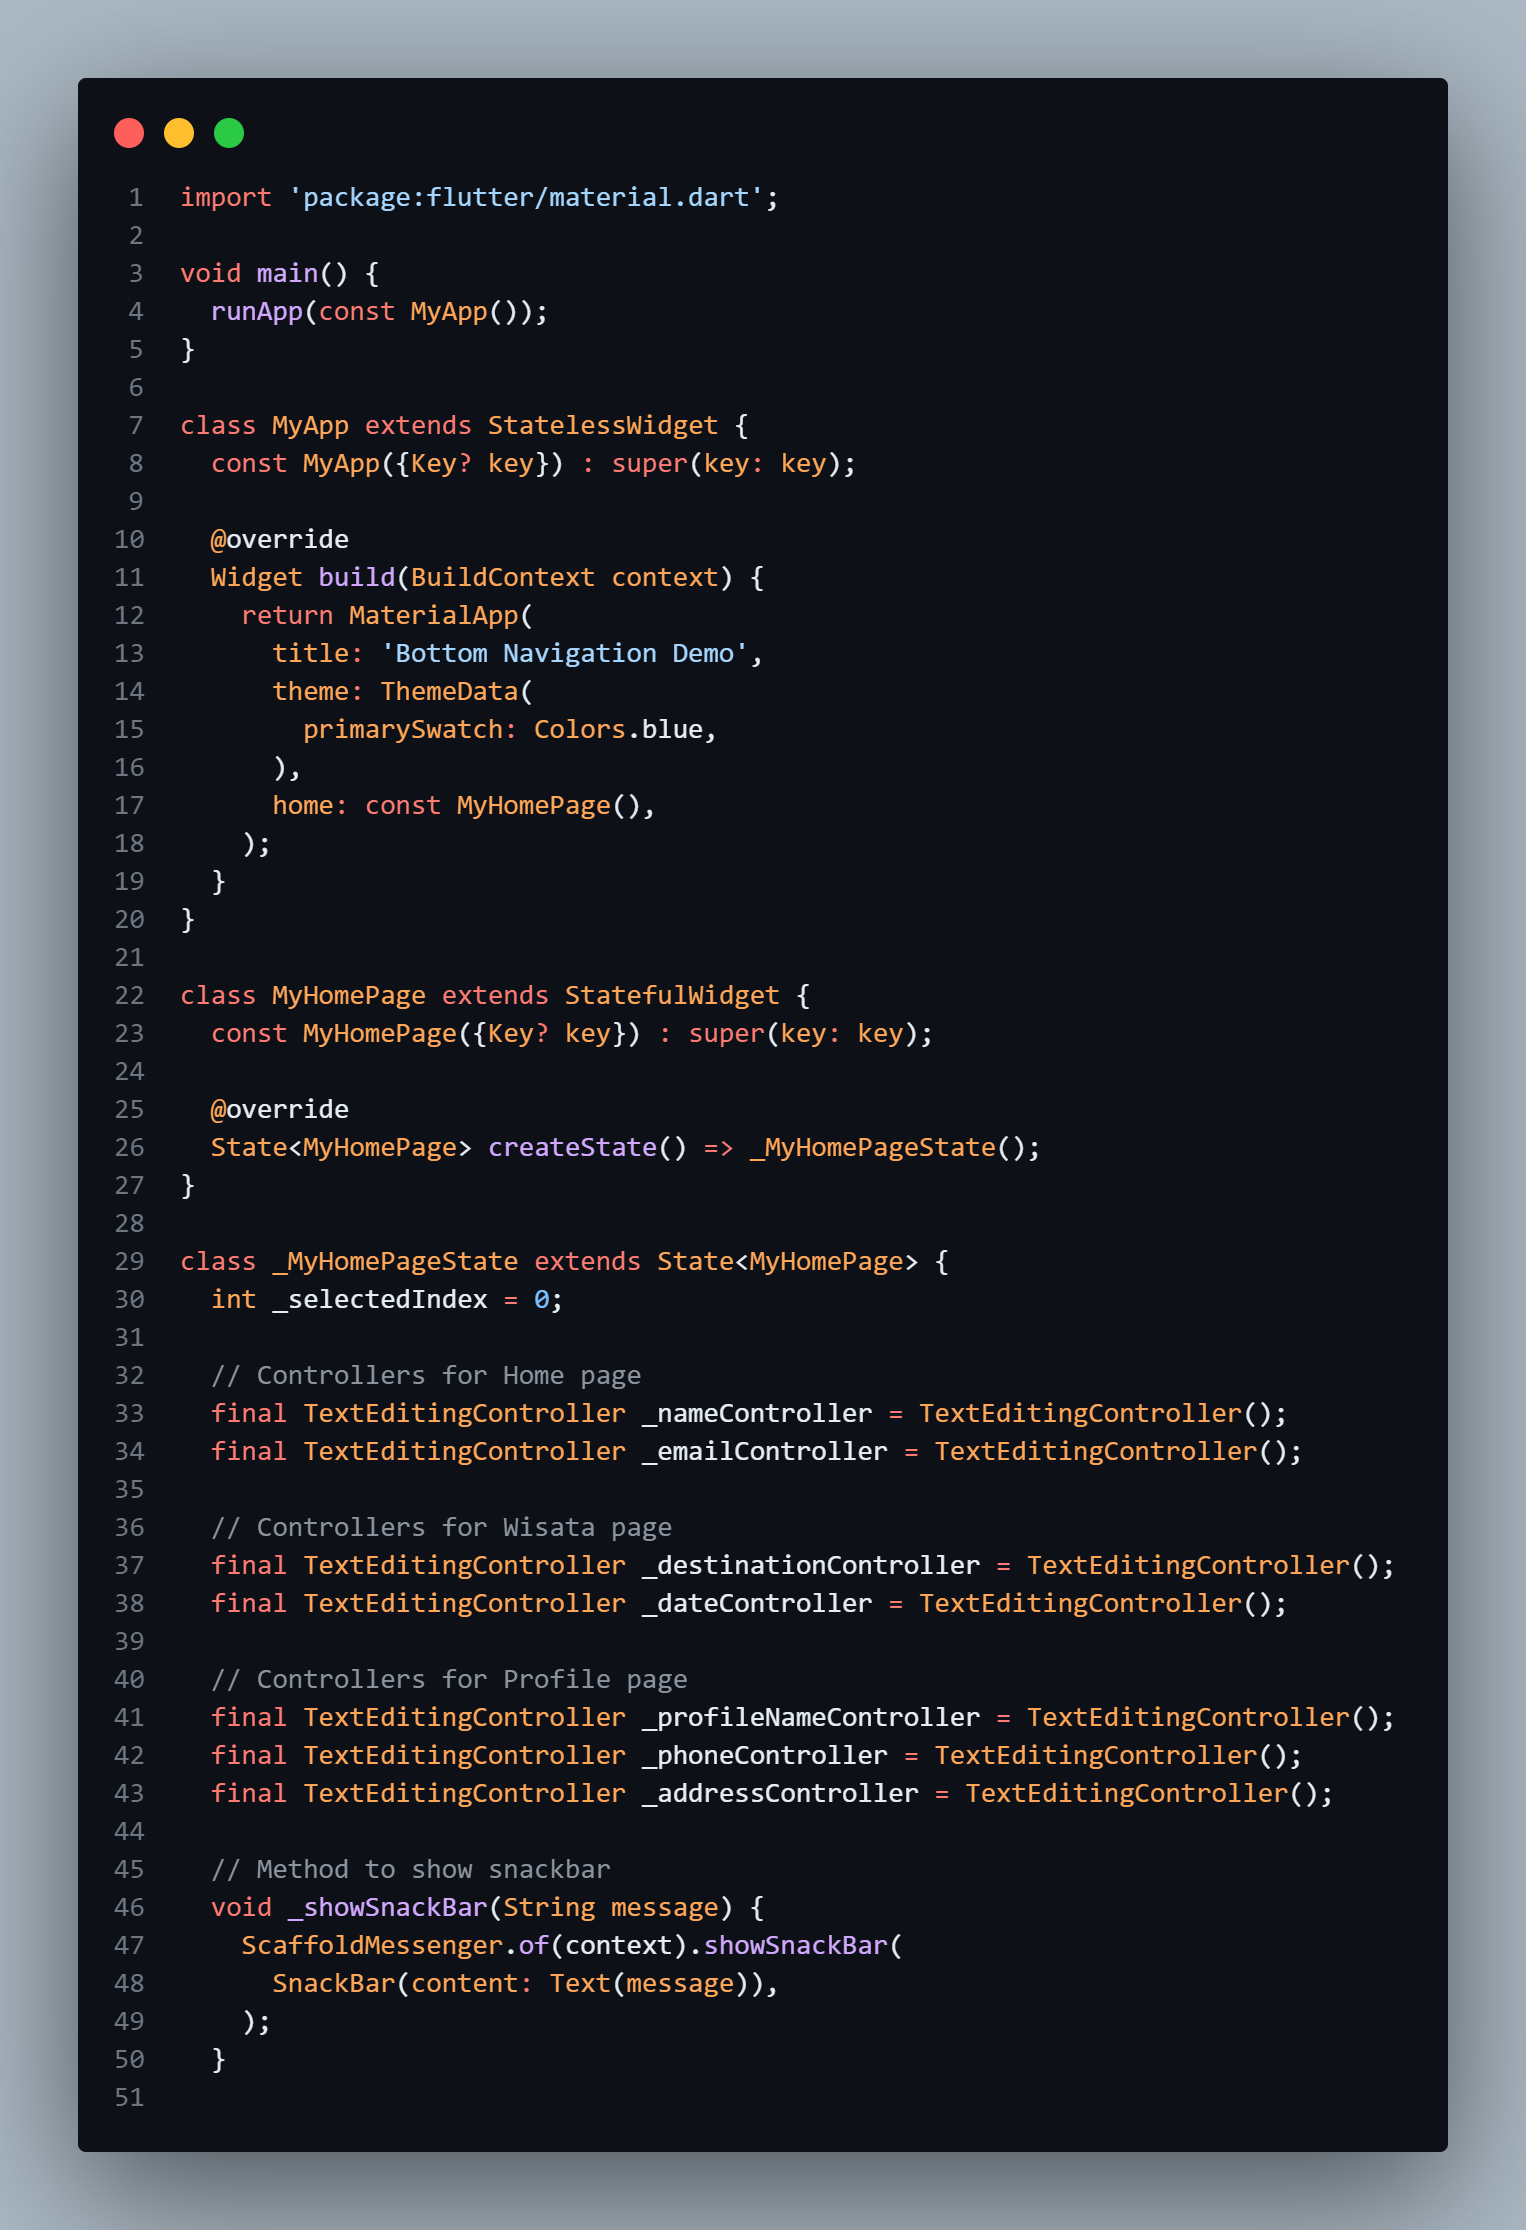 1 import 'package:flutter/material.dart';
2
3 void main() {
4   runApp(const MyApp());
5 }
6
7 class MyApp extends StatelessWidget {
8   const MyApp({Key? key}) : super(key: key);
9
10   @override
11   Widget build(BuildContext context) {
12     return MaterialApp(
13       title: 'Bottom Navigation Demo',
14       theme: ThemeData(
15         primarySwatch: Colors.blue,
16       ),
17       home: const MyHomePage(),
18     );
19   }
20 }
21
22 class MyHomePage extends StatefulWidget {
23   const MyHomePage({Key? key}) : super(key: key);
24
25   @override
26   State<MyHomePage> createState() => _MyHomePageState();
27 }
28
29 class _MyHomePageState extends State<MyHomePage> {
30   int _selectedIndex = 0;
31
32   // Controllers for Home page
33   final TextEditingController _nameController = TextEditingController();
34   final TextEditingController _emailController = TextEditingController();
35
36   // Controllers for Wisata page
37   final TextEditingController _destinationController = TextEditingController();
38   final TextEditingController _dateController = TextEditingController();
39
40   // Controllers for Profile page
41   final TextEditingController _profileNameController = TextEditingController();
42   final TextEditingController _phoneController = TextEditingController();
43   final TextEditingController _addressController = TextEditingController();
44
45   // Method to show snackbar
46   void _showSnackBar(String message) {
47     ScaffoldMessenger.of(context).showSnackBar(
48       SnackBar(content: Text(message)),
49     );
50   }
51